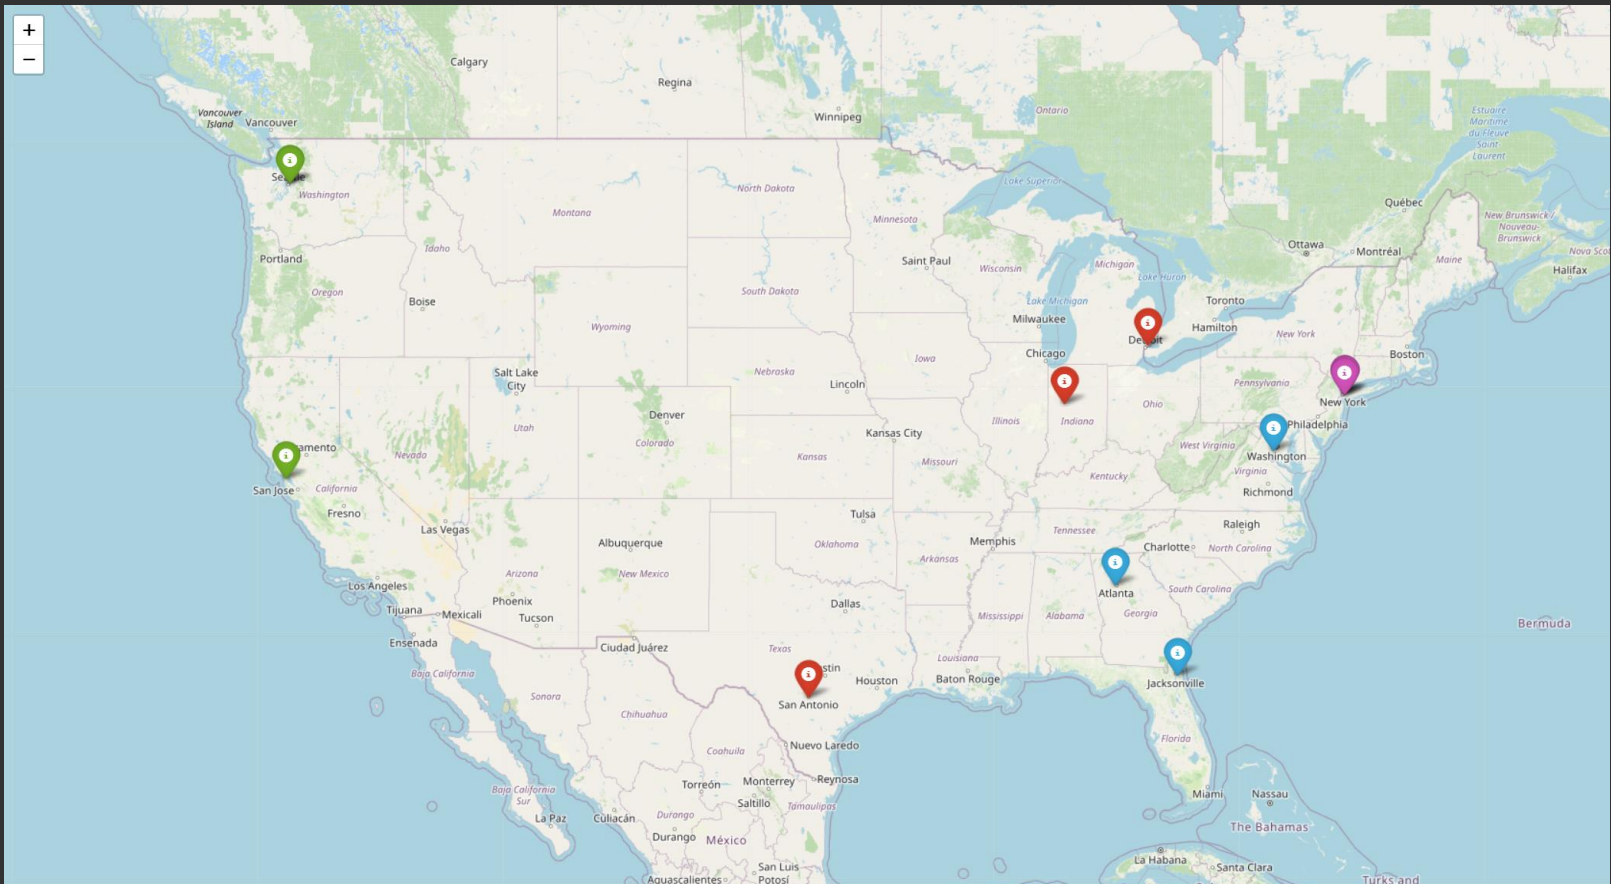 +
−
Calgary
Regina
Winnipeg
Ontario
Vancouver
Island
Vancouver
Estuaire
Maritime
du Fleuve
Saint
Laurent
Washington
North Dakota
Montana
Minnesota
Lake Superior
Québec
New Brunswick/
Nouveau-
Brunswick
Idaho
Portland
Saint Paul
Wisconsin
Michigan
Ottawa
Montréal
Maine
Halifax
Oregon
Boise
South Dakota
Lake Huron
Lake Michigan
Toronto
Wyoming
Milwaukee
Hamilton
New York
Chicago
Boston
Iowa
Salt Lake
City
Nebraska
Lincoln
Pennsylvania
New York
Ohio
Denver
Colorado
Utah
Illinois
Indiana
Philadelphia
Kansas City
Nevada
Kansas
Missouri
West Virginia
Washington
Virginia
Kentucky
San Jose
California
Richmond
Fresno
Las Vegas
Tulsa
Raleigh
Tennessee
Albuquerque
Oklahoma
Memphis
Charlotte
North Carolina
Arkansas
Arizona
New Mexico
Los Angeles
South Carolina
Atlanta
Phoenix
Dallas
Tijuana
Mexicali
Tucson
Mississippi
Alabama
Georgia
Bermuda
Ensenada
Ciudad Juárez
Texas
Louisiana
Baja California
Houston
Baton Rouge
Jacksonville
Sonora
San Antonio
Chihuahua
Florida
Nuevo Laredo
Coahuila
Torreón
Monterrey
Reynosa
Baja California
Sur
Saltillo
Tamaulipas
Miami
Nassau
La Paz
Culiacán
Durango
The Bahamas
Durango
México
La Habana
Santa Clara
San Luis
Potosí
Aguascalientes
Turks and